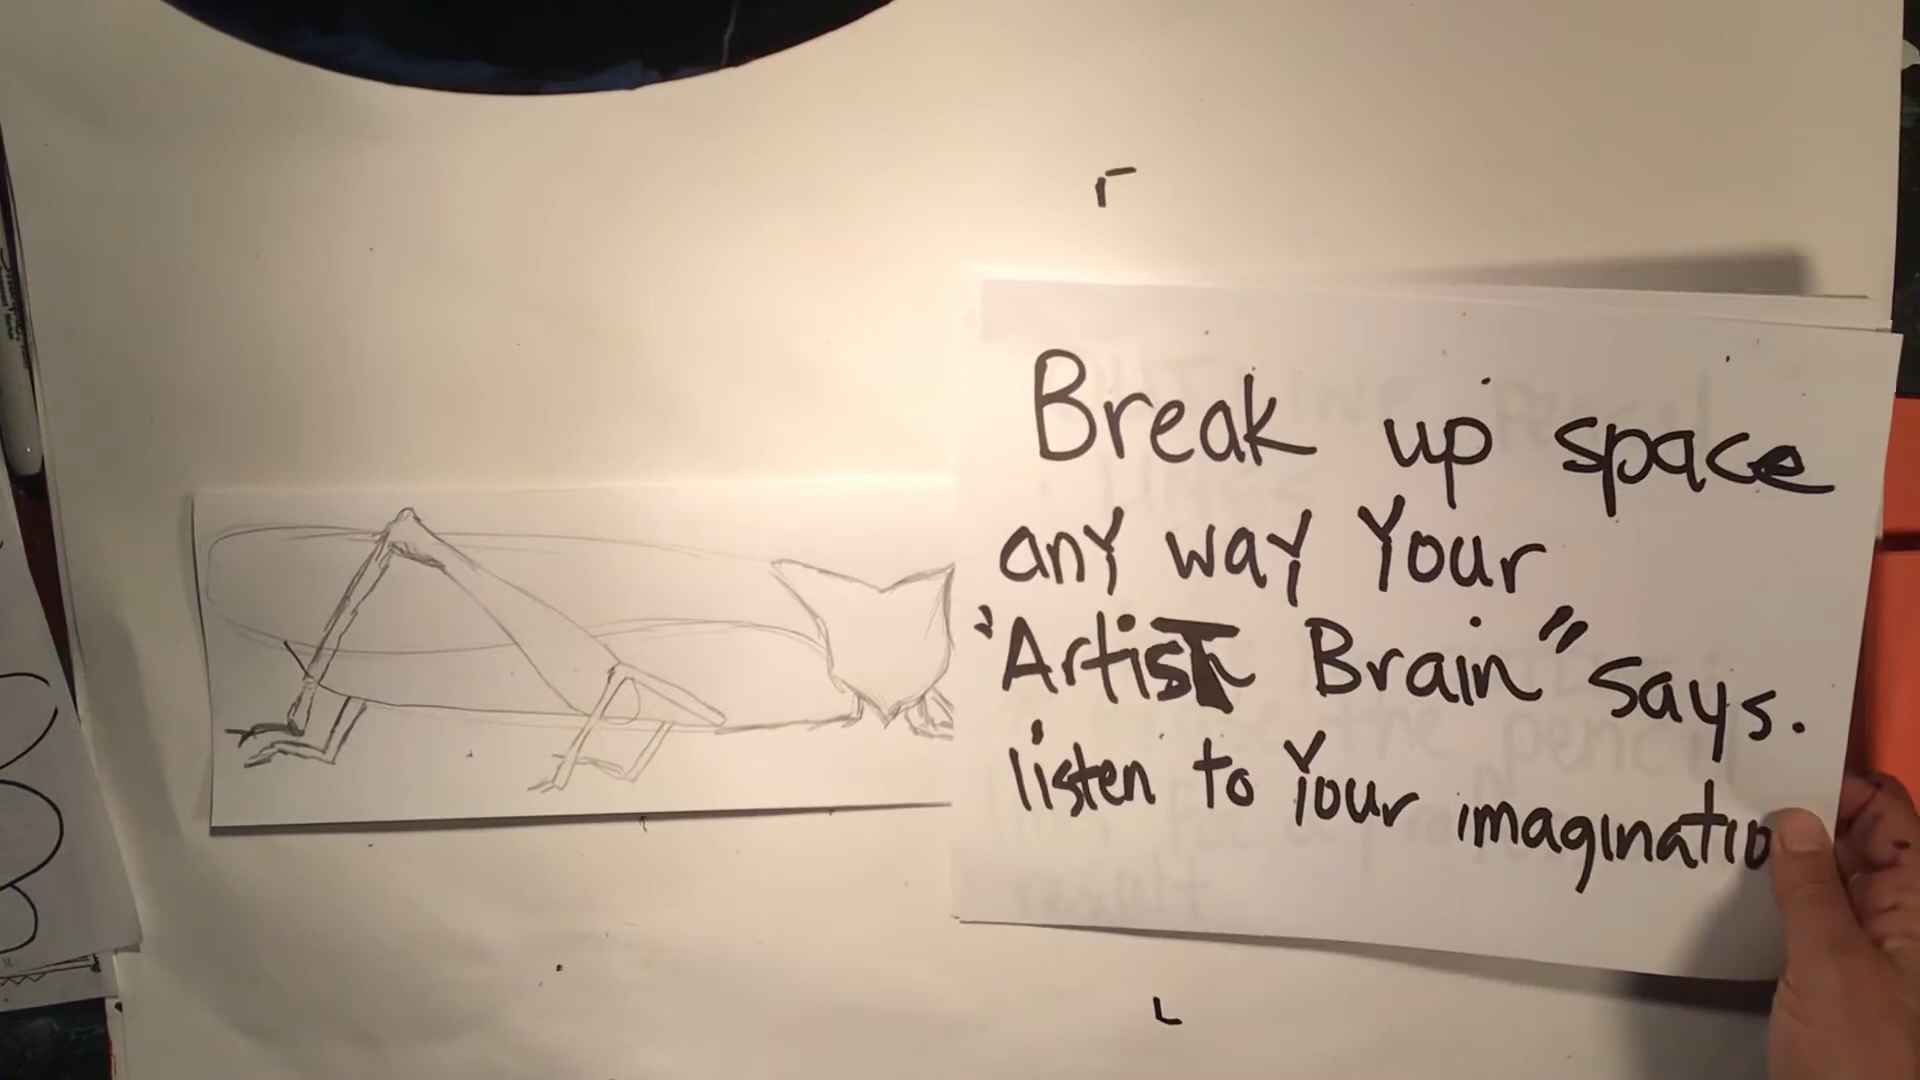 Break up space
any way Your
"Artist Brain" says.
listen to Your imaginatio